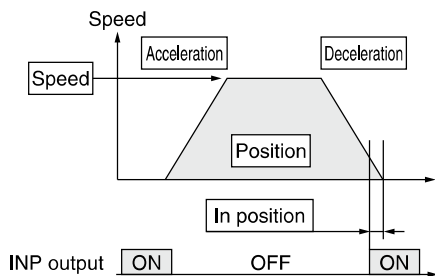 Speed
Acceleration
Deceleration
Speed
Position
In position
INP output
ON
OFF
ON